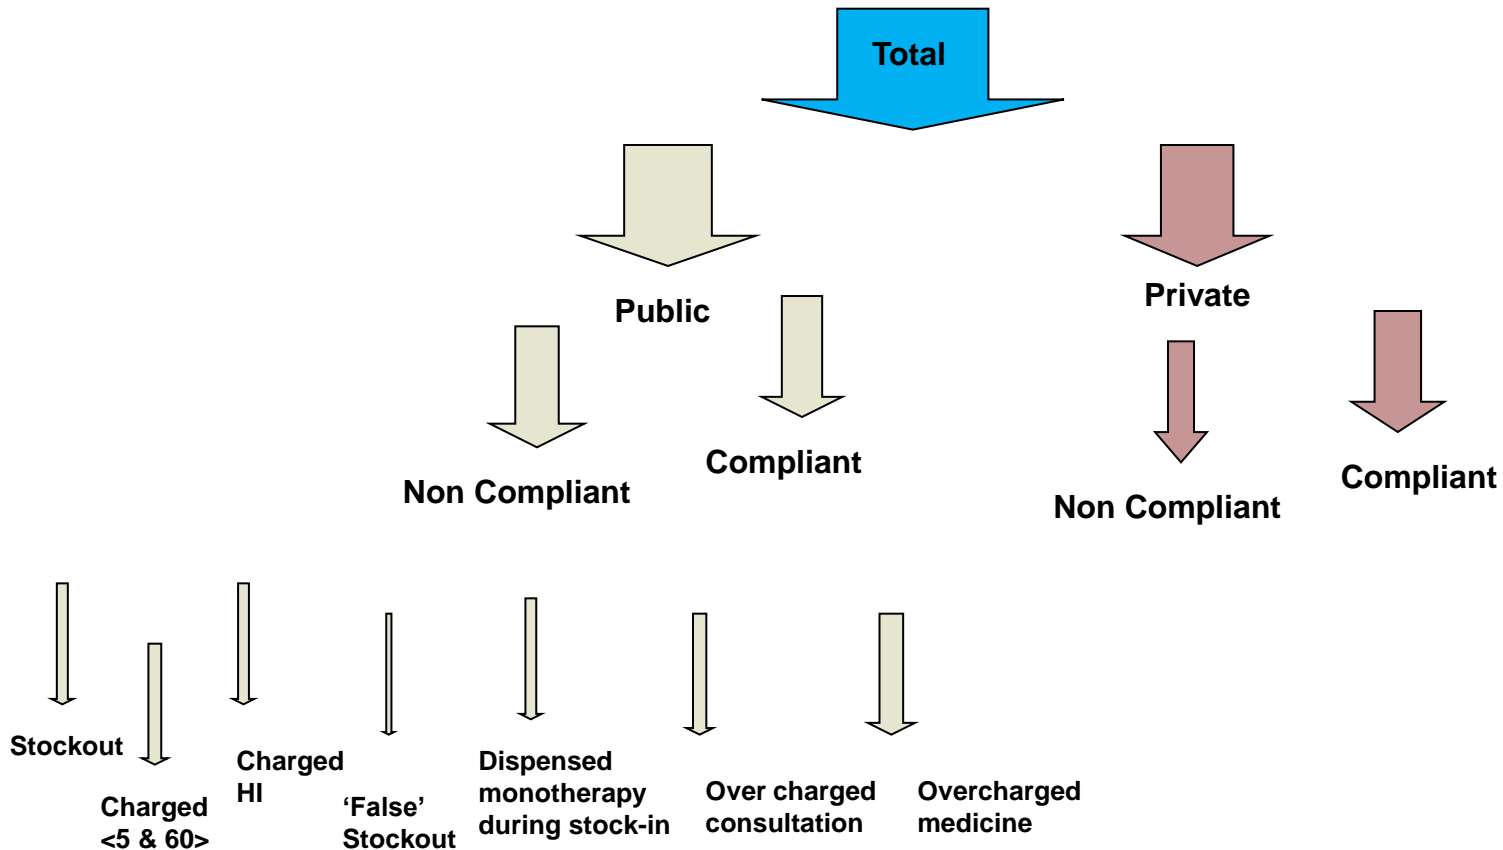 Total
Public
Private
Non Compliant
Compliant
Non Compliant
Compliant
Stockout
Charged
<5 & 60>
Charged
HI
‘False’
Stockout
Dispensed
monotherapy
during stock-in
Over charged
consultation
Overcharged
medicine